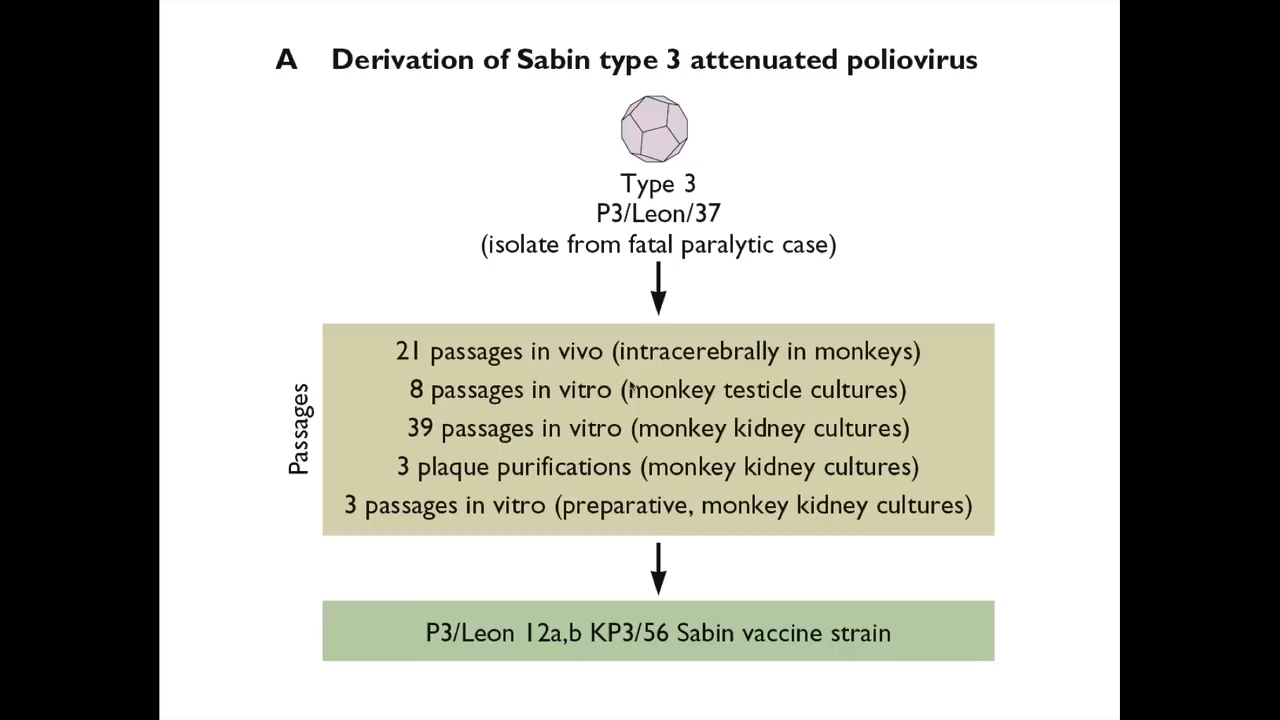 A Derivation of Sabin type 3 attenuated poliovirus
Type 3
P3/Leon/37
(isolate from fatal paralytic case)
Passages
21 passages in vivo (intracerebrally in monkeys)
8 passages in vitro (monkey testicle cultures)
39 passages in vitro (monkey kidney cultures)
3 plaque purifications (monkey kidney cultures)
3 passages in vitro (preparative, monkey kidney cultures)
P3/Leon 12a,b KP3/56 Sabin vaccine strain